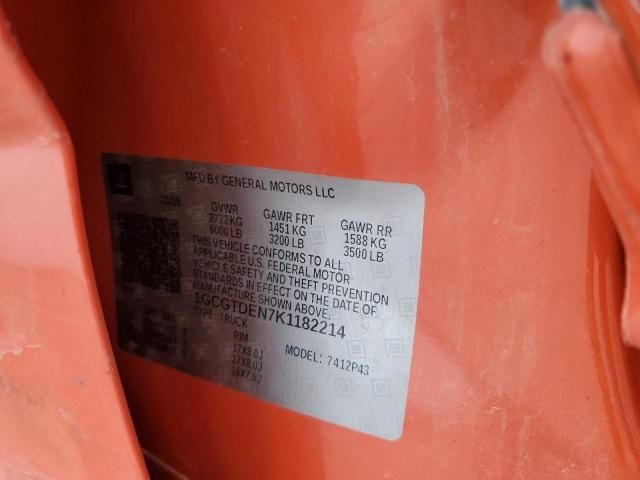 MFD BY GENERAL MOTORS LLC
GVWR GAWR FRT GAWR RR
2722 KG 1451 KG 1588 KG
6000 LB 3200 LB 3500 LB
THIS VEHICLE CONFORMS TO ALL
APPLICABLE U.S. FEDERAL MOTOR
VEHICLE SAFETY AND THEFT PREVENTION
STANDARDS IN EFFECT ON THE DATE OF
MANUFACTURE SHOWN ABOVE.
1GCGTDEN7K1182214
TYPE: TRUCK
RIM
17X8.0J MODEL: 7412P43
17X8.0J
16X7.0J